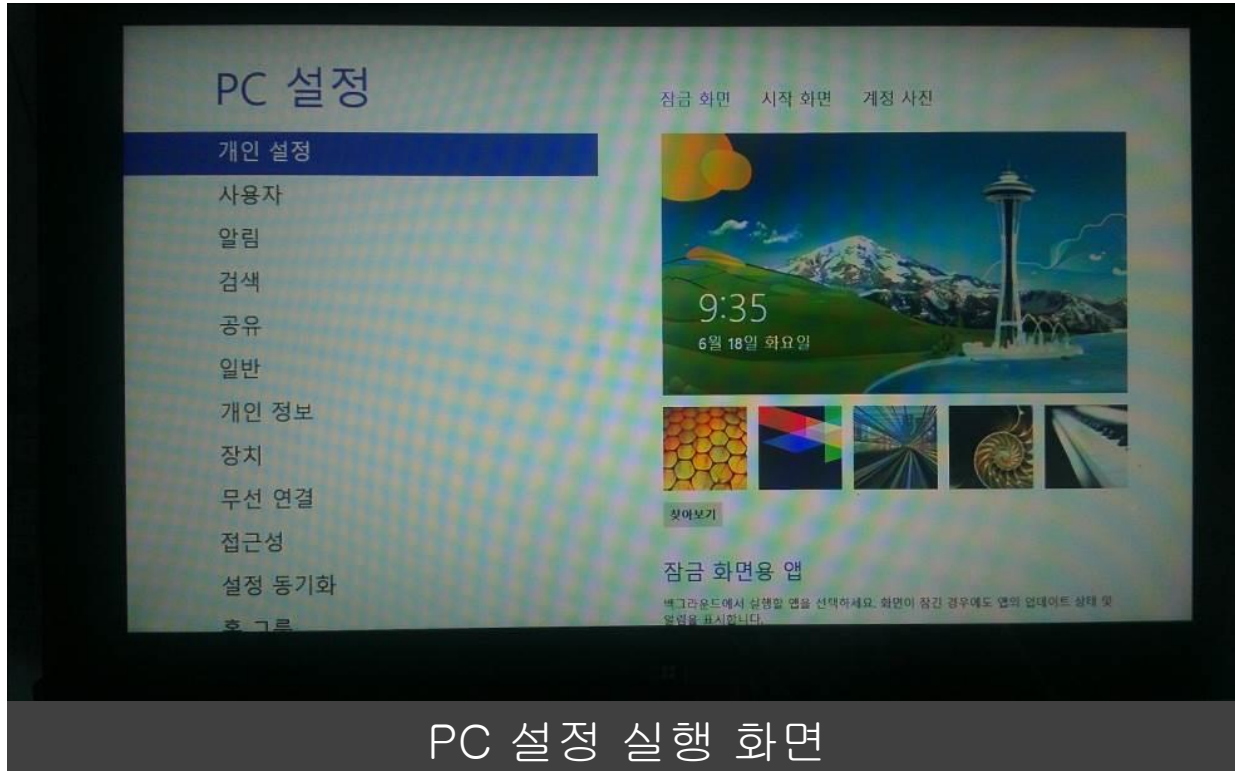 PC 설정
개인 설정
사용자
알림
검색
공유
일반
개인 정보
장치
무선 연결
접근성
설정 동기화
홈 그룹
잠금 화면 시작 화면 계정 사진
9:35
6월 18일 화요일
찾아보기
잠금 화면용 앱
백그라운드에서 실행할 앱을 선택하세요. 화면이 잠긴 경우에도 앱의 업데이트 상태 및
알림을 표시합니다.
PC 설정 실행 화면